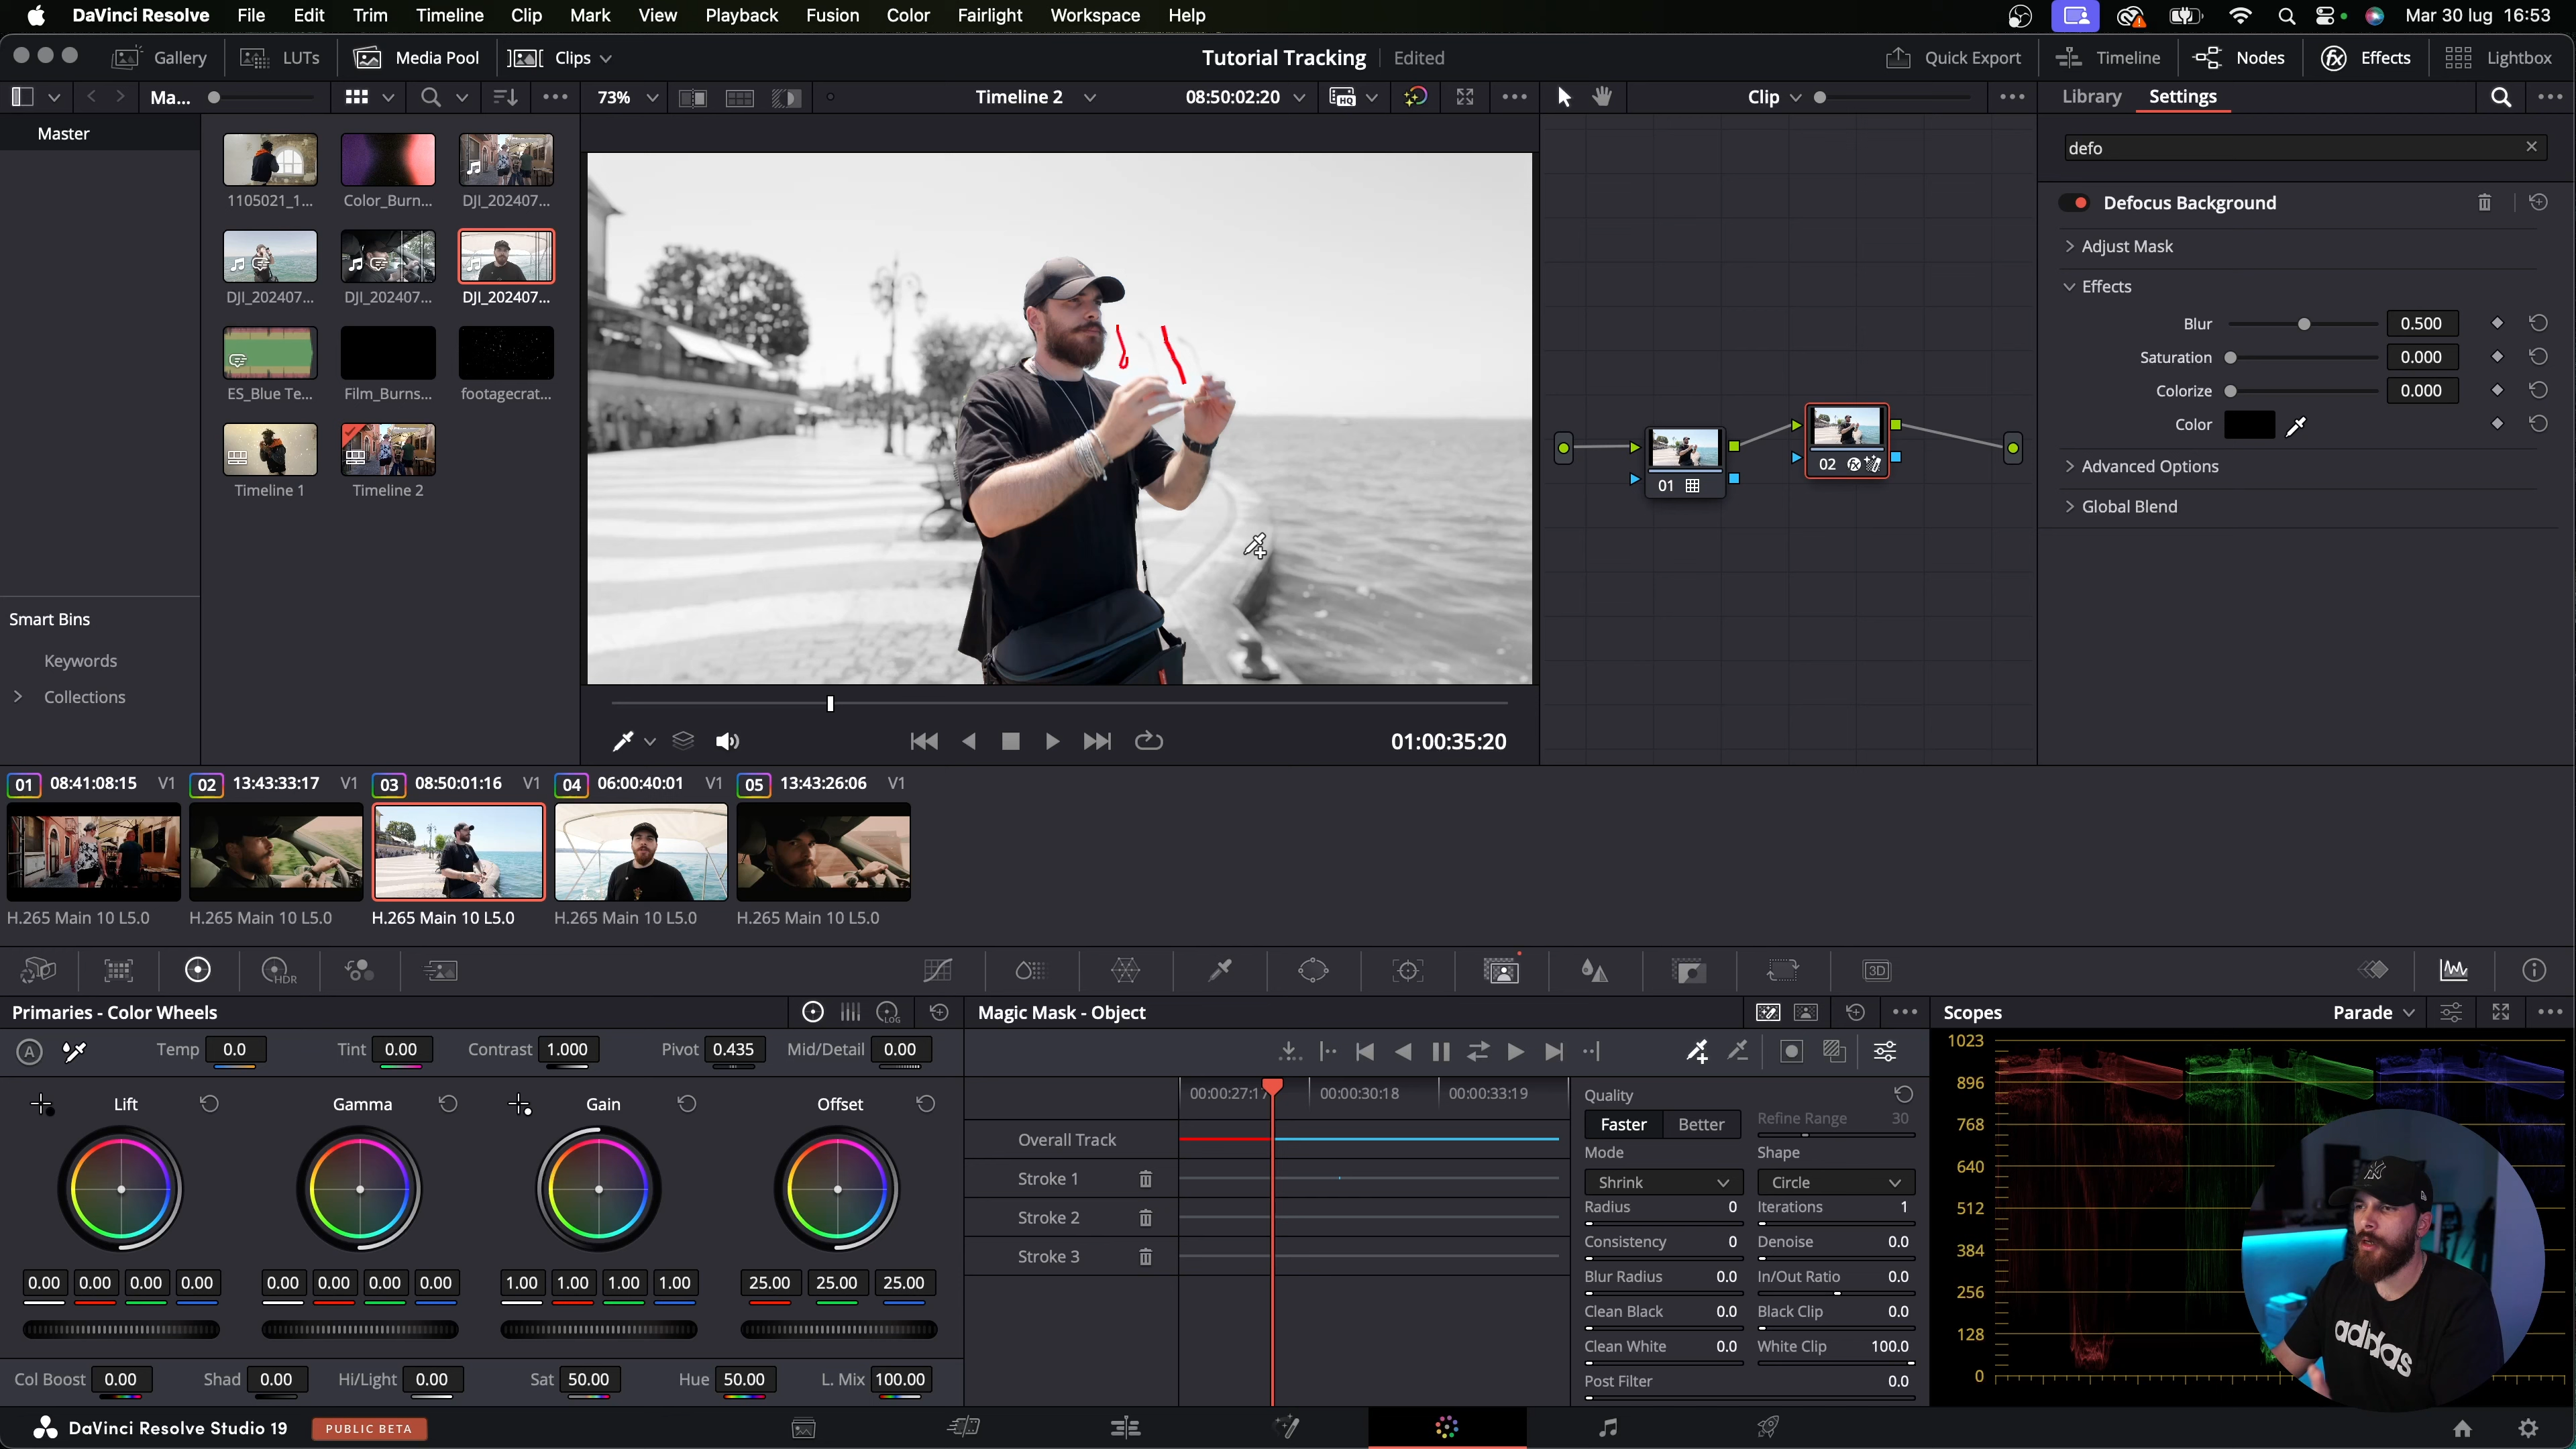 DaVinci Resolve File Edit Trim Timeline Clip Mark View Playback Fusion Color Fairlight Workspace Help Mar 30 lug 16:53
Gallery LUTs Media Pool Clips Tutorial Tracking Edited Quick Export Timeline Nodes Effects Lightbox
Ma... 73% Timeline 2 08:50:02:20 HQ Clip Library Settings
Master
defo
1105021_1... Color_Burn... DJI_202407...
Defocus Background
Adjust Mask
Effects
DJI_202407... DJI_202407... DJI_202407...
Blur 0.500
Saturation 0.000
Colorize 0.000
Color
ES_Blue Te... Film_Burns... footagecrat...
Advanced Options
Global Blend
Timeline 1 Timeline 2
01
02
Smart Bins
Keywords
Collections
01:00:35:20
01 08:41:08:15 V1 02 13:43:33:17 V1 03 08:50:01:16 V1 04 06:00:40:01 V1 05 13:43:26:06 V1
H.265 Main 10 L5.0 H.265 Main 10 L5.0 H.265 Main 10 L5.0 H.265 Main 10 L5.0 H.265 Main 10 L5.0
HDR 3D
Primaries - Color Wheels LOG Magic Mask - Object Scopes Parade
A Temp 0.0 Tint 0.00 Contrast 1.000 Pivot 0.435 Mid/Detail 0.00
Lift Gamma Gain Offset
0.00 0.00 0.00 0.00 0.00 0.00 0.00 0.00 1.00 1.00 1.00 1.00 25.00 25.00 25.00
Col Boost 0.00 Shad 0.00 Hi/Light 0.00 Sat 50.00 Hue 50.00 L. Mix 100.00
00:00:27:17 00:00:30:18 00:00:33:19
Overall Track
Stroke 1
Stroke 2
Stroke 3
Quality
Faster Better Refine Range 30
Mode Shape
Shrink Circle
Radius 0 Iterations 1
Consistency 0 Denoise 0.0
Blur Radius 0.0 In/Out Ratio 0.0
Clean Black 0.0 Black Clip 0.0
Clean White 0.0 White Clip 100.0
Post Filter 0.0
1023
896
768
640
512
384
256
128
0
adidas
DaVinci Resolve Studio 19 PUBLIC BETA